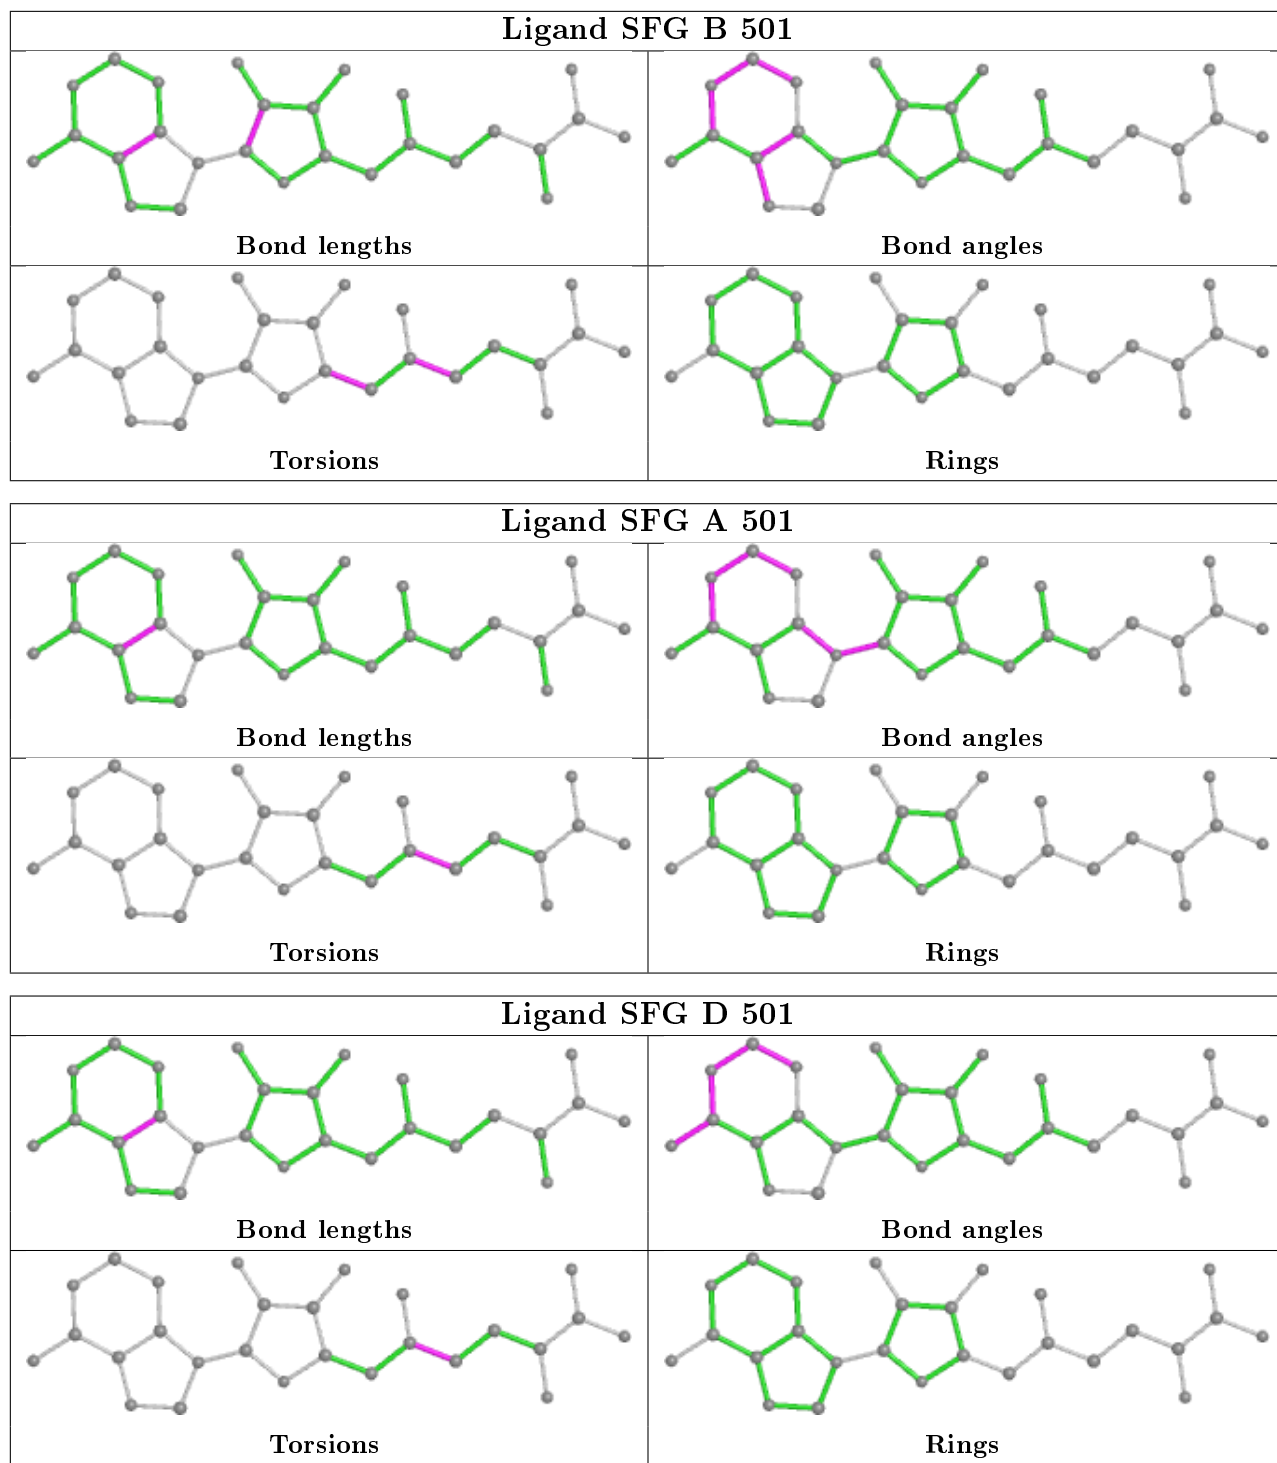 Ligand SFG B 501
Bond lengths
Bond angles
Torsions
Rings
Ligand SFG A 501
Bond lengths
Bond angles
Torsions
Rings
Ligand SFG D 501
Bond lengths
Bond angles
Torsions
Rings